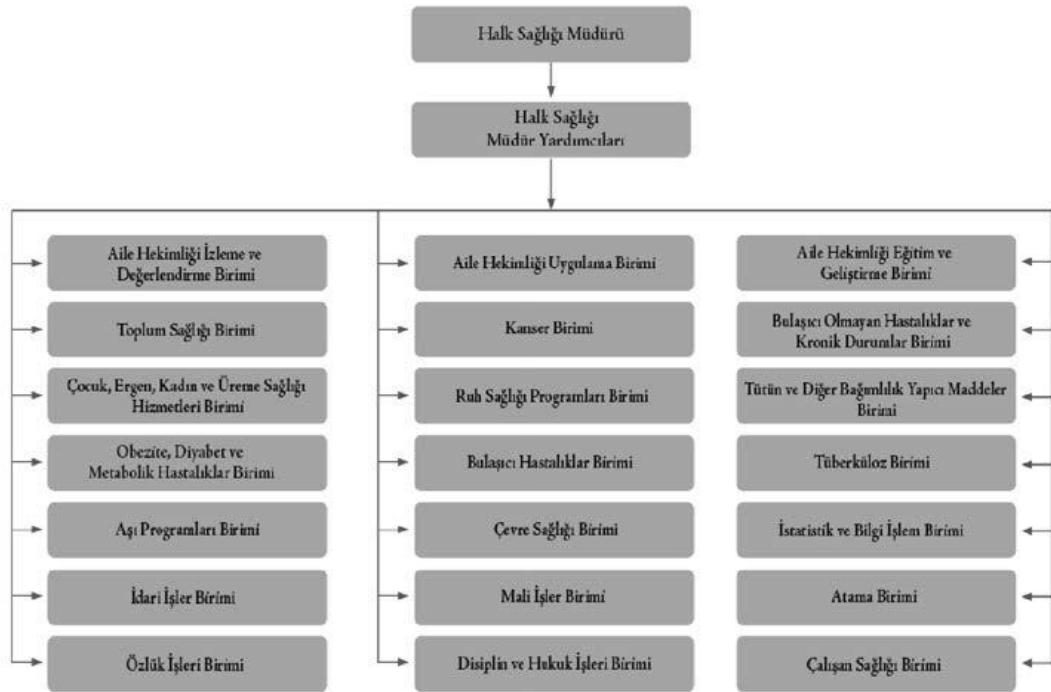 Halk Sağlığı Müdürü
Halk Sağlığı
Müdür Yardımcıları
Aile Hekimliği İzleme ve
Değerlendirme Birimi
Aile Hekimliği Uygulama Birimi
Aile Hekimliği Eğitim ve
Geliştirme Birimi
Toplum Sağlığı Birimi
Kanser Birimi
Bulaşıcı Olmayan Hastalıklar ve
Kronik Durumlar Birimi
Çocuk, Ergen, Kadın ve Üreme Sağlığı
Hizmetleri Birimi
Ruh Sağlığı Programları Birimi
Tütün ve Diğer Bağımlılık Yapıcı Maddeler
Birimi
Obezite, Diyabet ve
Metabolik Hastalıklar Birimi
Bulaşıcı Hastalıklar Birimi
Tüberküloz Birimi
Aşı Programları Birimi
Çevre Sağlığı Birimi
İstatistik ve Bilgi İşlem Birimi
İdari İşler Birimi
Mali İşler Birimi
Atama Birimi
Özlük İşleri Birimi
Disiplin ve Hukuk İşleri Birimi
Çalışan Sağlığı Birimi